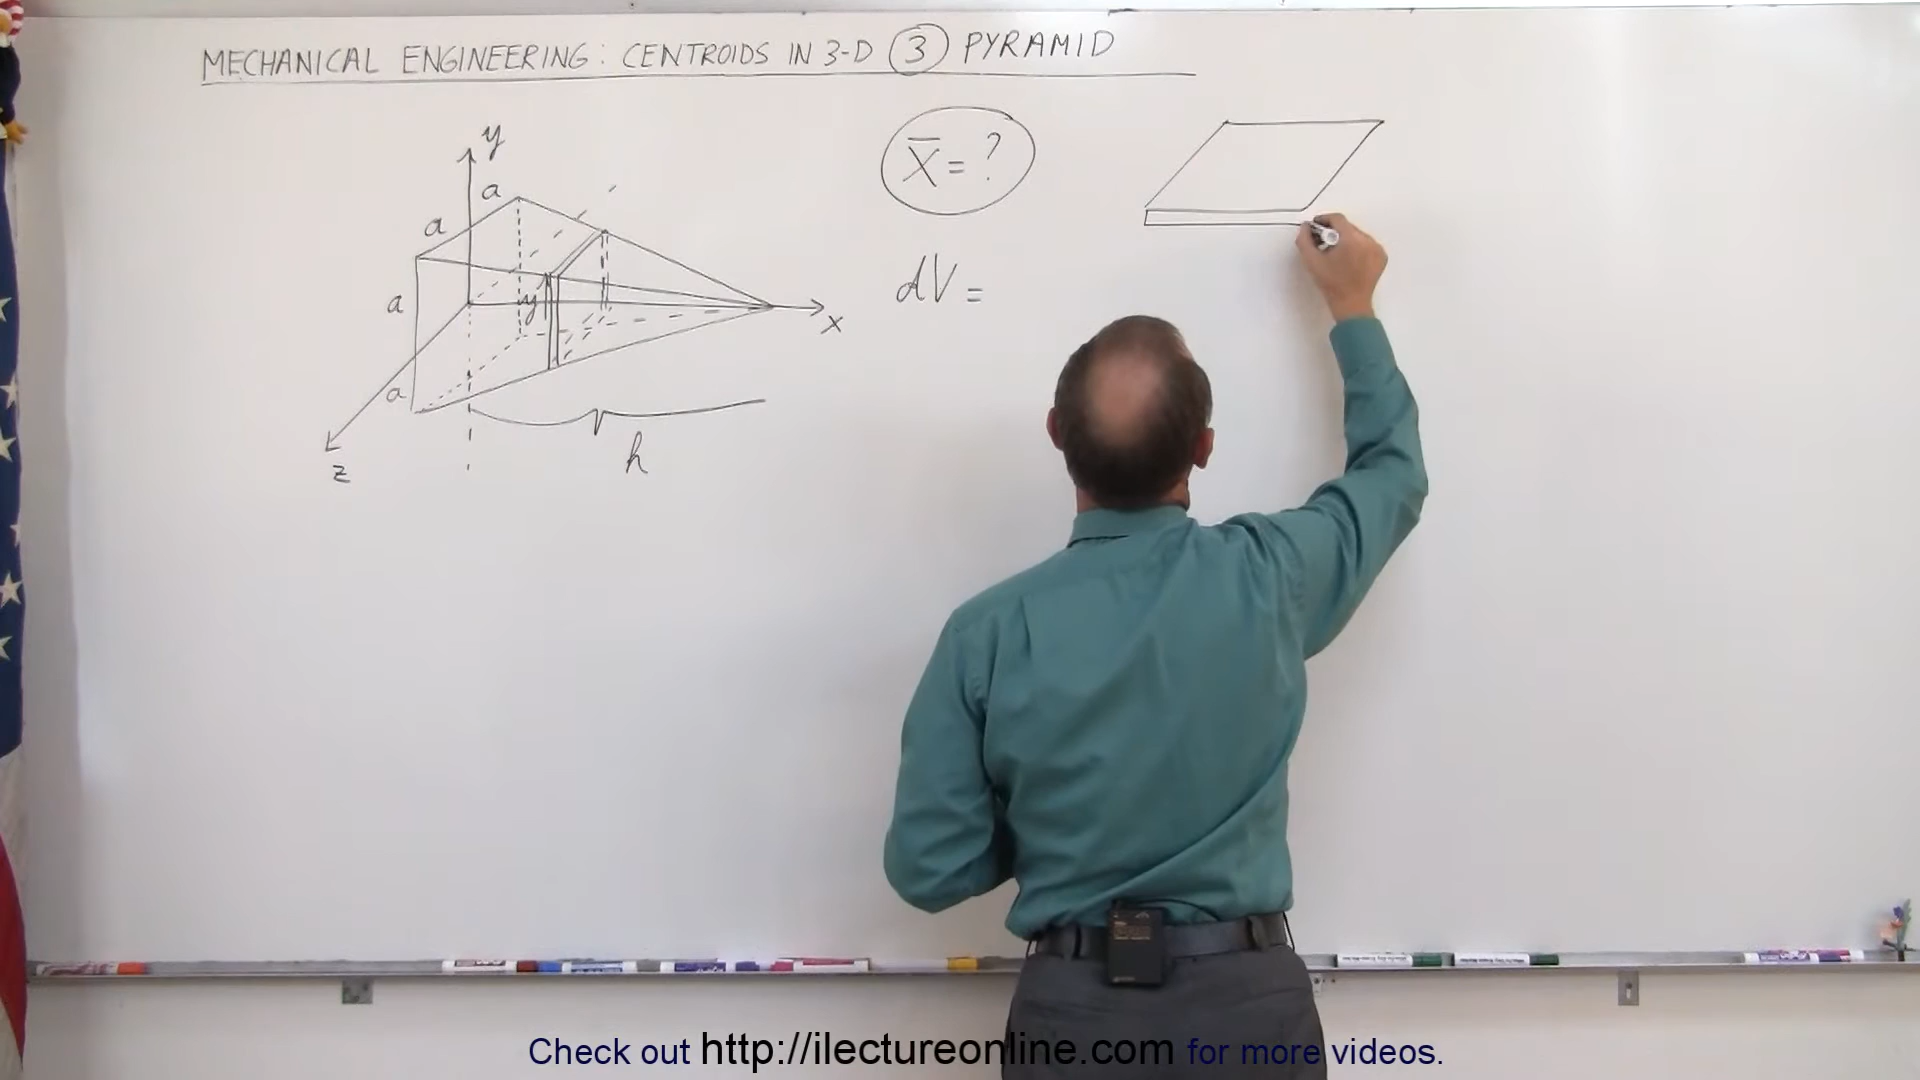 MECHANICAL ENGINEERING: CENTROIDS IN 3-D ③ PYRAMID
y
a
a
X̄ = ?
a
y
dV =
x
a
h
z
Check out http://ilectureonline.com for more videos.